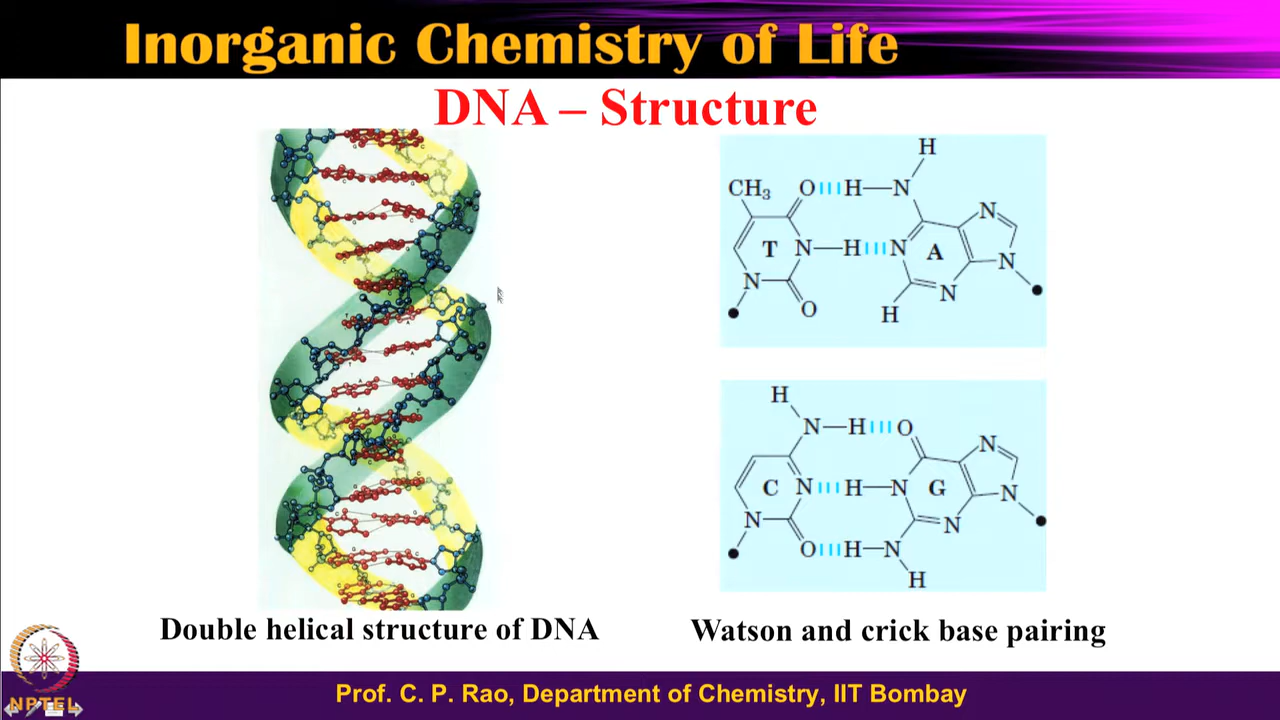 Inorganic Chemistry of Life
DNA – Structure
H
CH₃ O H—N
N
T N—H N A
N N
O N
H
H
N—H O
N
C N H—N G
N N
N
O H—N
H
Double helical structure of DNA
Watson and crick base pairing
Prof. C. P. Rao, Department of Chemistry, IIT Bombay
NPTEL